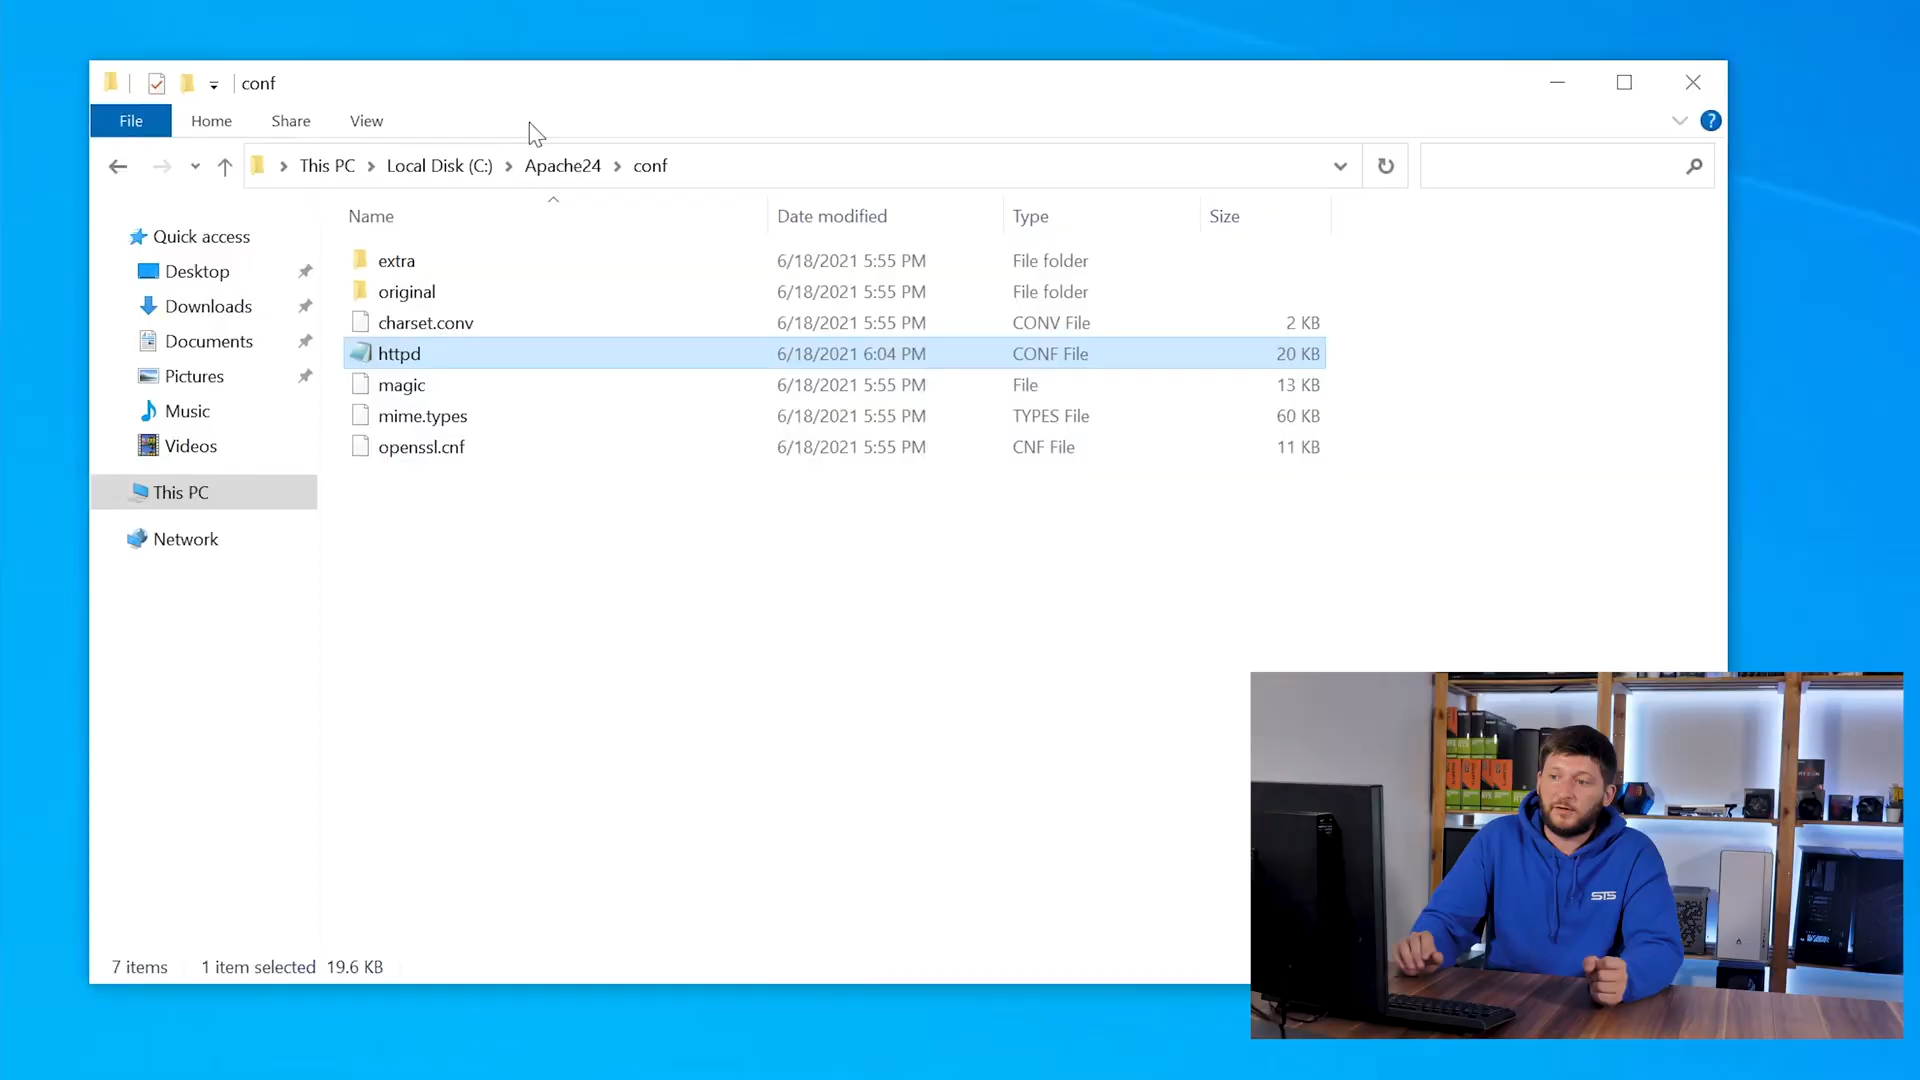 conf
File Home Share View
This PC Local Disk (C:) Apache24 conf
Name Date modified Type Size
Quick access
Desktop
Downloads
Documents
Pictures
Music
Videos
This PC
Network
extra 6/18/2021 5:55 PM File folder
original 6/18/2021 5:55 PM File folder
charset.conv 6/18/2021 5:55 PM CONV File 2 KB
httpd 6/18/2021 6:04 PM CONF File 20 KB
magic 6/18/2021 5:55 PM File 13 KB
mime.types 6/18/2021 5:55 PM TYPES File 60 KB
openssl.cnf 6/18/2021 5:55 PM CNF File 11 KB
7 items 1 item selected 19.6 KB
STS